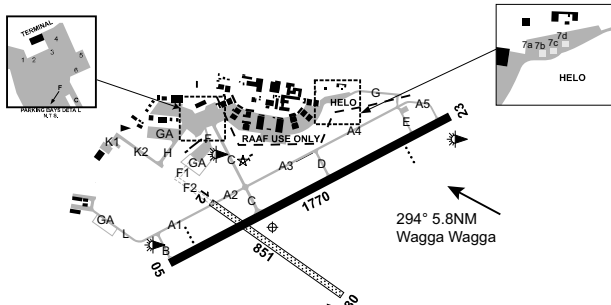 TERMINAL
4
3
1 2
5
6
F
C
PARKING BAYS DETAIL
N.T.S.
7a 7b 7c 7d
HELO
HELO
G
A5
23
E
A4
RAAF USE ONLY
GA
F
K1
K2
H
GA
C
A3
D
F1
F2
A2
C
12
1770
294° 5.8NM
Wagga Wagga
GA
L
A1
B
05
851
30